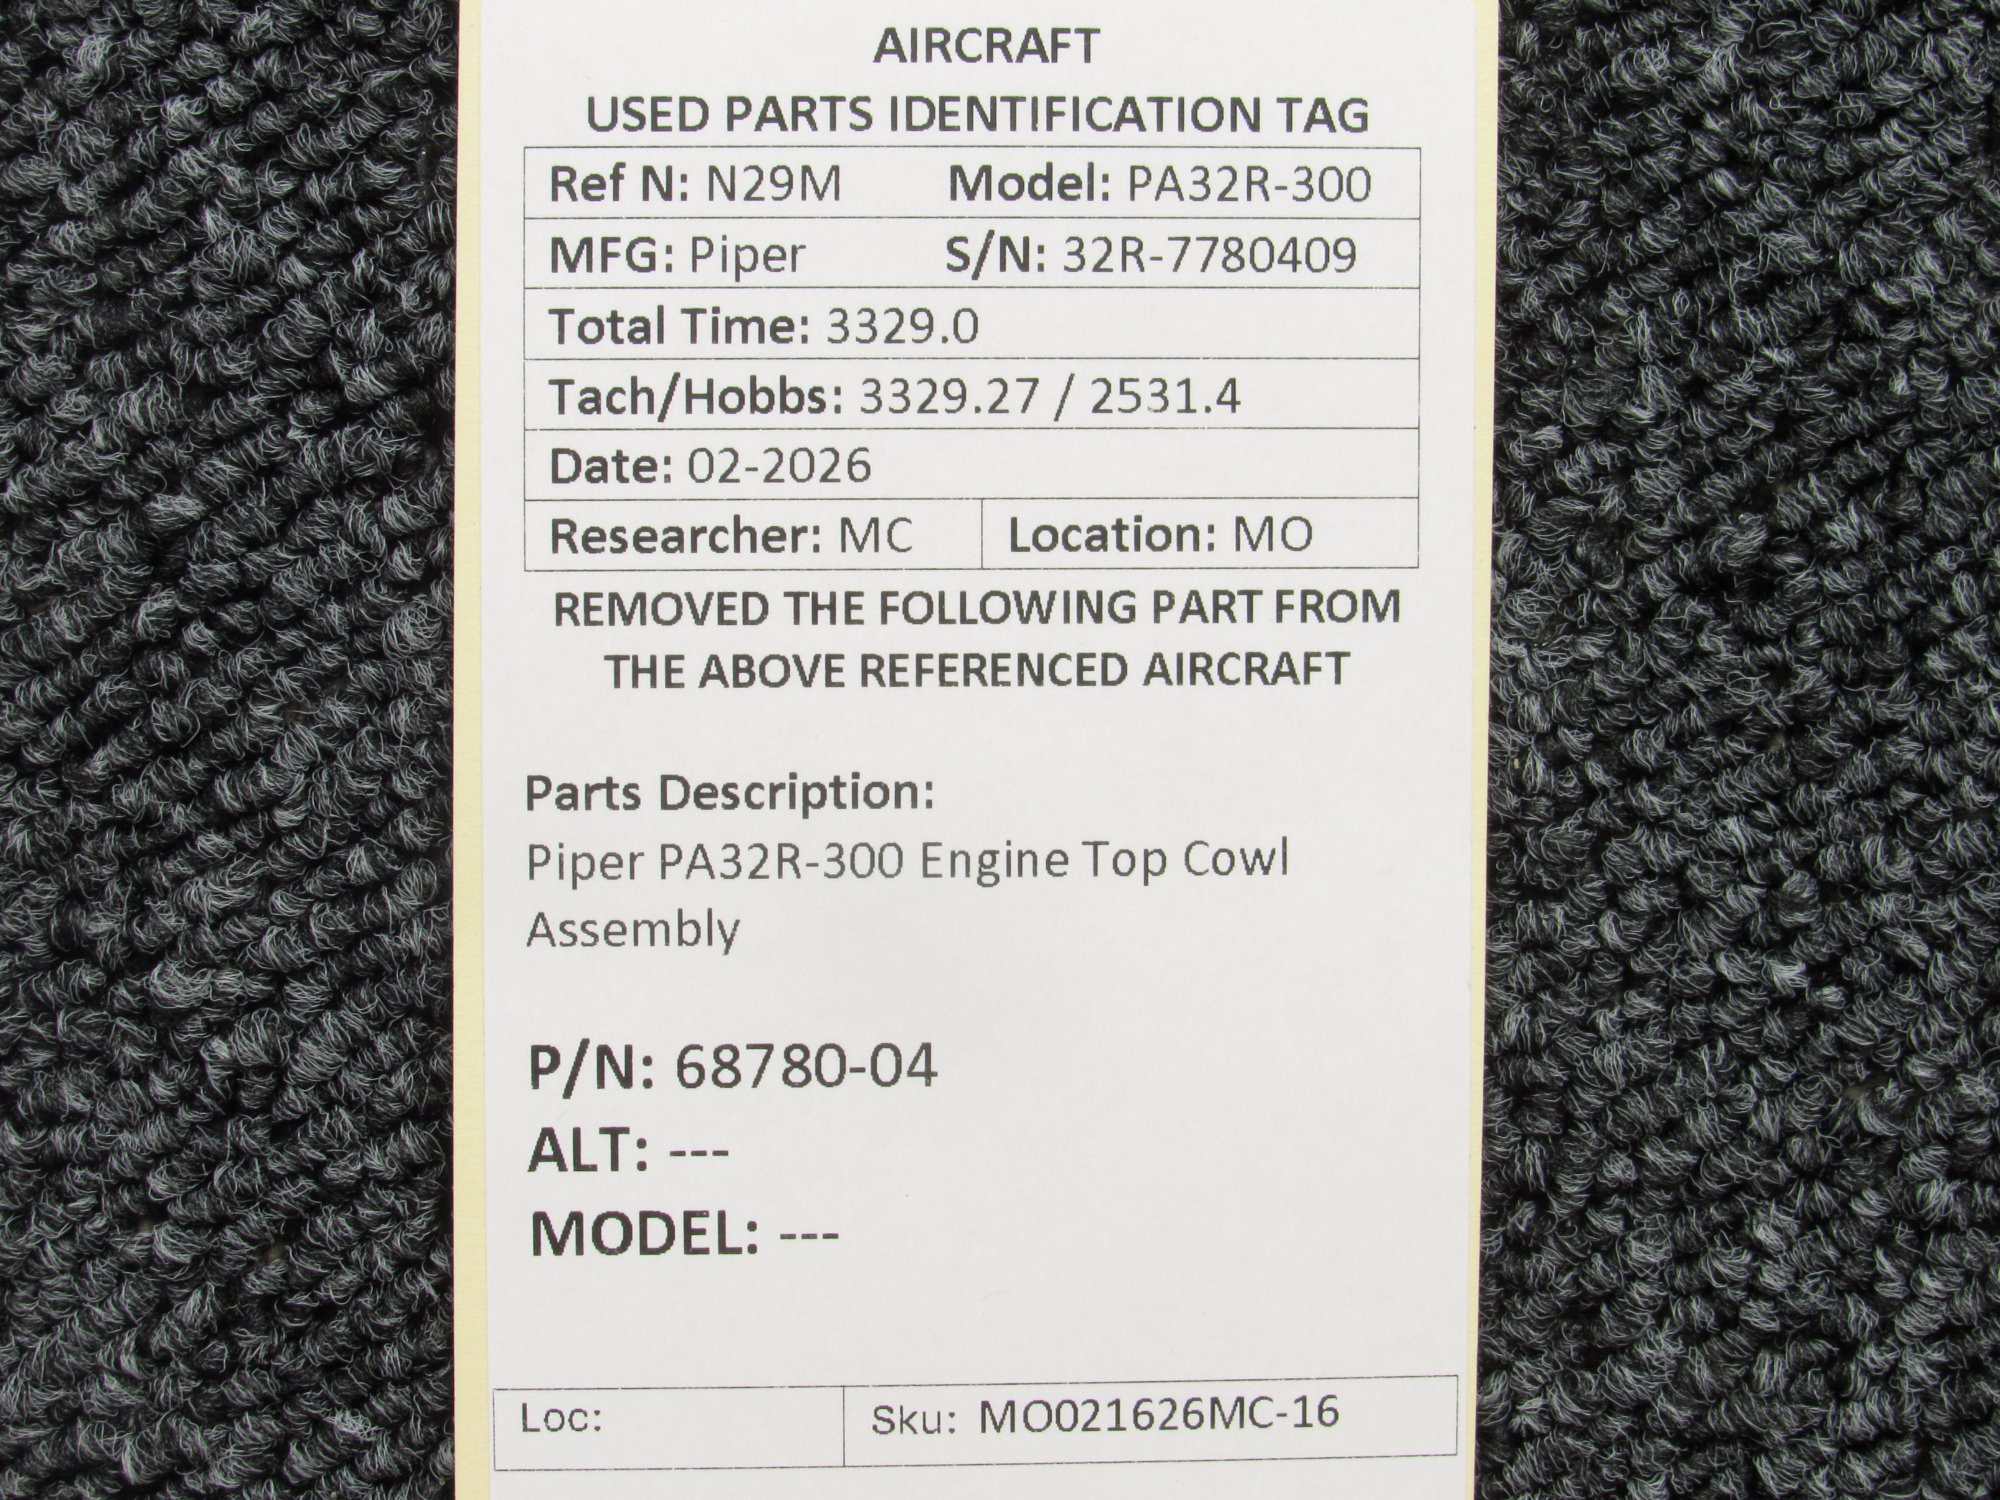 AIRCRAFT
USED PARTS IDENTIFICATION TAG
Ref N: N29M Model: PA32R-300
MFG: Piper S/N: 32R-7780409
Total Time: 3329.0
Tach/Hobbs: 3329.27 / 2531.4
Date: 02-2026
Researcher: MC Location: MO
REMOVED THE FOLLOWING PART FROM
THE ABOVE REFERENCED AIRCRAFT
Parts Description:
Piper PA32R-300 Engine Top Cowl
Assembly
P/N: 68780-04
ALT: ---
MODEL: ---
Loc: Sku: MO021626MC-16